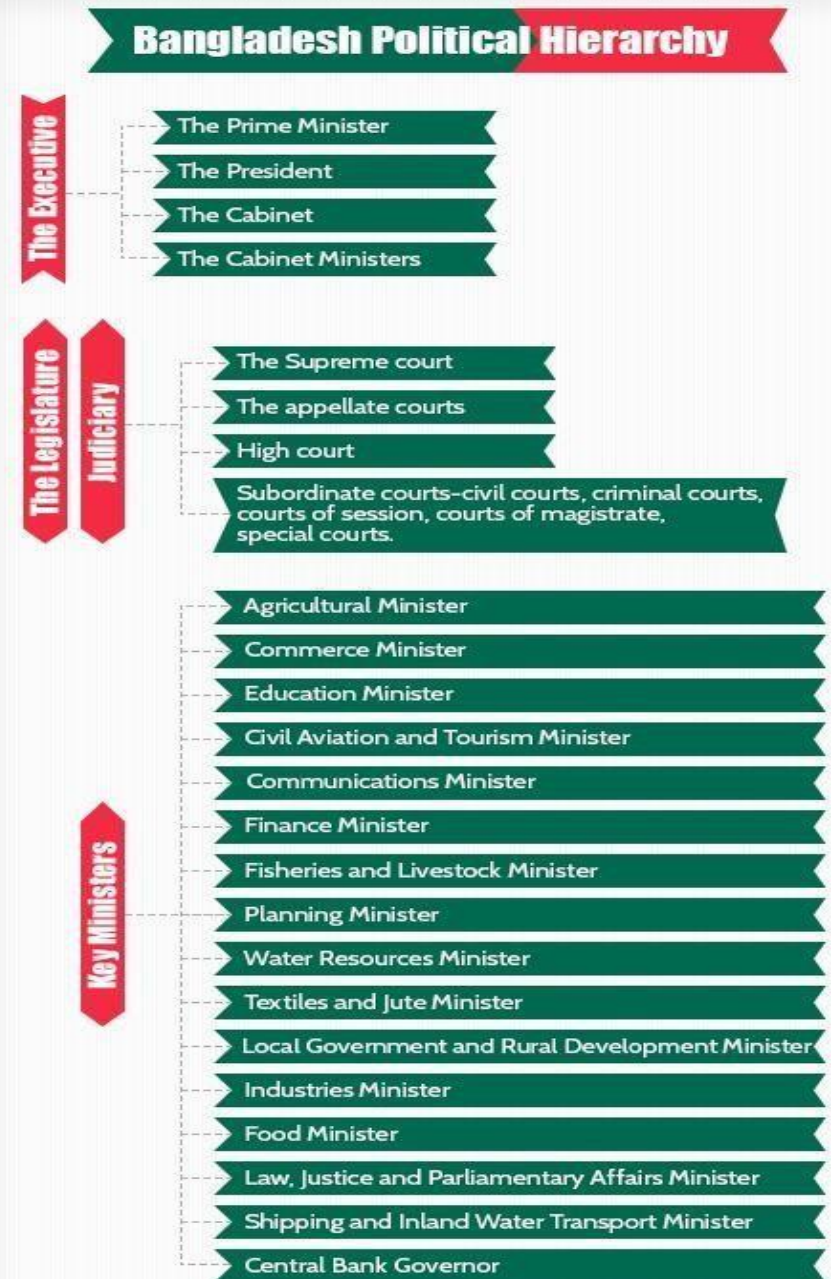 Bangladesh Political Hierarchy
The Executive
The Prime Minister
The President
The Cabinet
The Cabinet Ministers
The Legislature
Judiciary
The Supreme court
The appellate courts
High court
Subordinate courts-civil courts, criminal courts,
courts of session, courts of magistrate,
special courts.
Key Ministers
Agricultural Minister
Commerce Minister
Education Minister
Civil Aviation and Tourism Minister
Communications Minister
Finance Minister
Fisheries and Livestock Minister
Planning Minister
Water Resources Minister
Textiles and Jute Minister
Local Government and Rural Development Minister
Industries Minister
Food Minister
Law, Justice and Parliamentary Affairs Minister
Shipping and Inland Water Transport Minister
Central Bank Governor